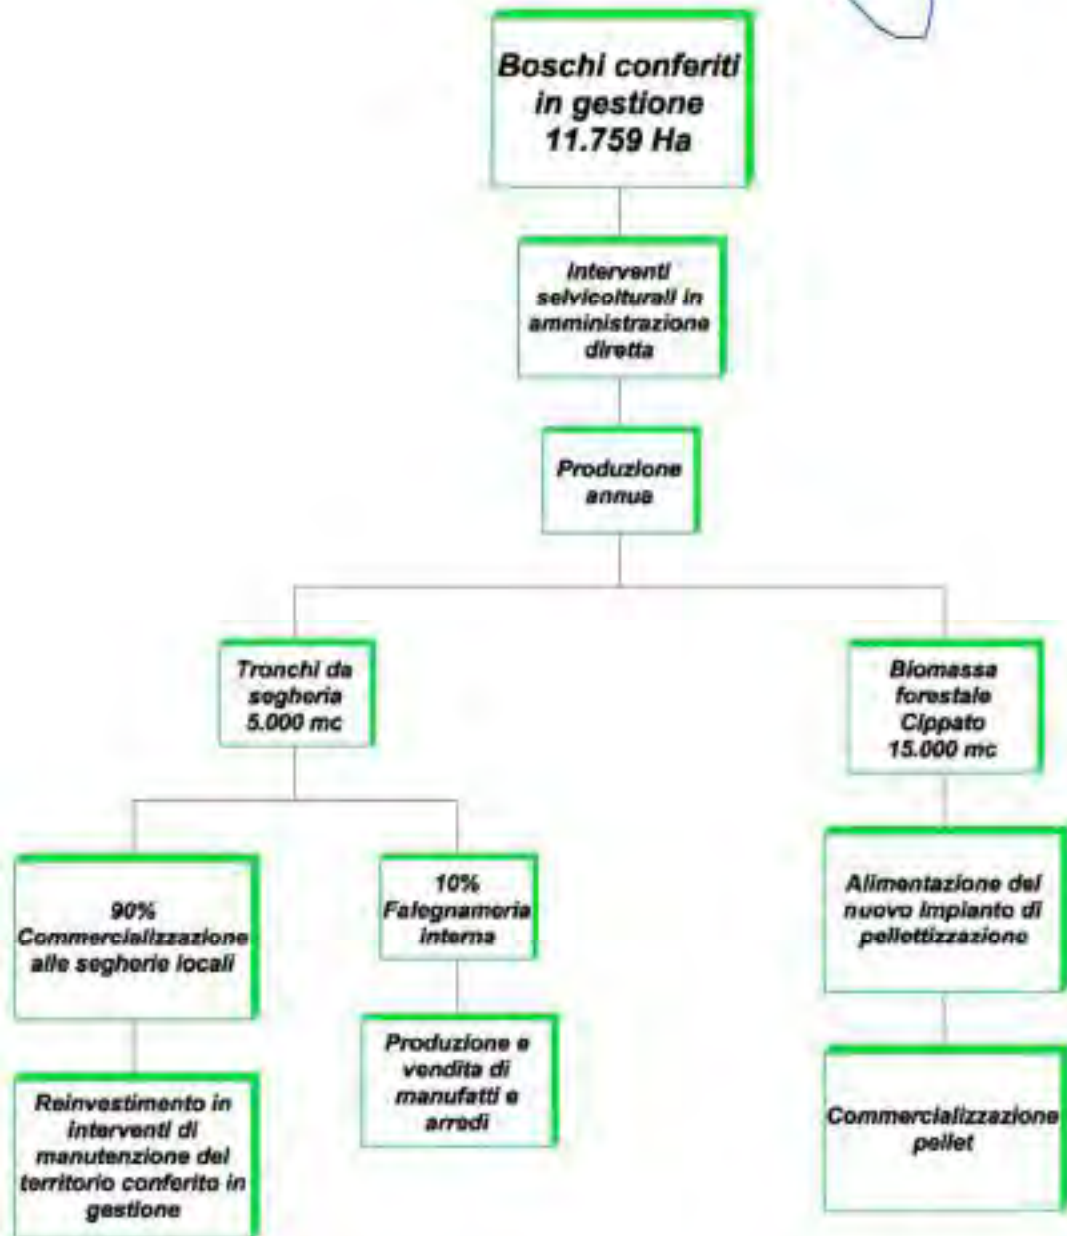 Boschi conferiti
in gestione
11.759 Ha
Interventi
selvicolturali in
amministrazione
diretta
Produzione
annua
Tronchi da
segheria
5.000 mc
Biomassa
forestale
Cippato
15.000 mc
90%
Commercializzazione
alle segherie locali
10%
Falegnameria
interna
Alimentazione del
nuovo impianto di
pellettizzazione
Reinvestimento in
interventi di
manutenzione del
territorio conferito in
gestione
Produzione e
vendita di
manufatti e
arredi
Commercializzazione
pellet